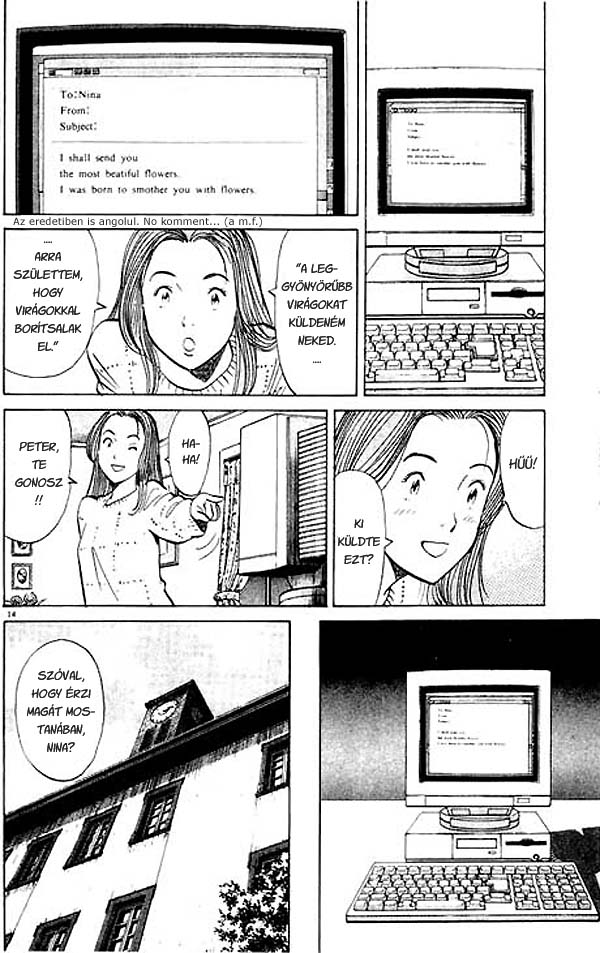 To:Nina
From:
Subject:
I shall send you
the most beatiful flowers.
I was born to smother you with flowers.
Az eredetiben is angolul. No komment... (a m.f.)
"A LEG-
GYÖNYÖRŰBB
VIRÁGOKAT
KÜLDENÉM
NEKED.
....
....
ARRA
SZÜLETTEM,
HOGY
VIRÁGOKKAL
BORÍTSALAK
EL."
HŰŰ!
KI
KÜLDTE
EZT?
HA-
HA!
PETER,
TE
GONOSZ
!!
14
SZÓVAL,
HOGY ÉRZI
MAGÁT MOS-
TANÁBAN,
NINA?